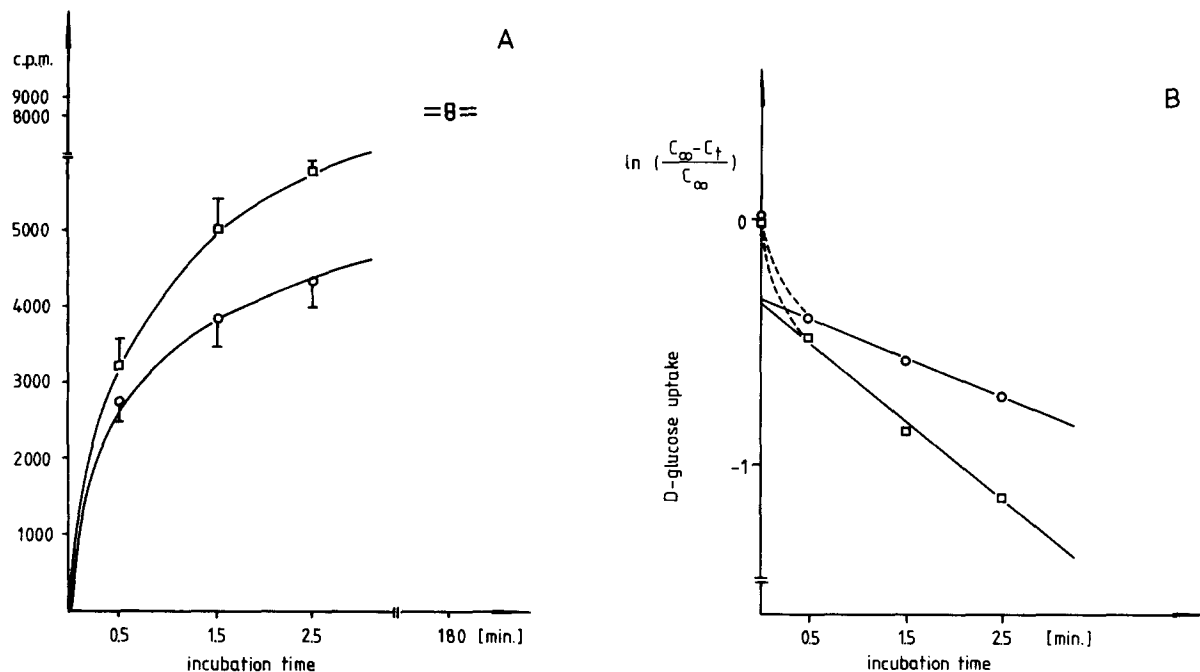 A
c.p.m.
9000
8000
5000
4000
3000
2000
1000
0.5 1.5 2.5 180 [min.]
incubation time
B
ln (C∞-Ct/C∞)
0
-1
D-glucose uptake
0.5 1.5 2.5 [min.]
incubation time